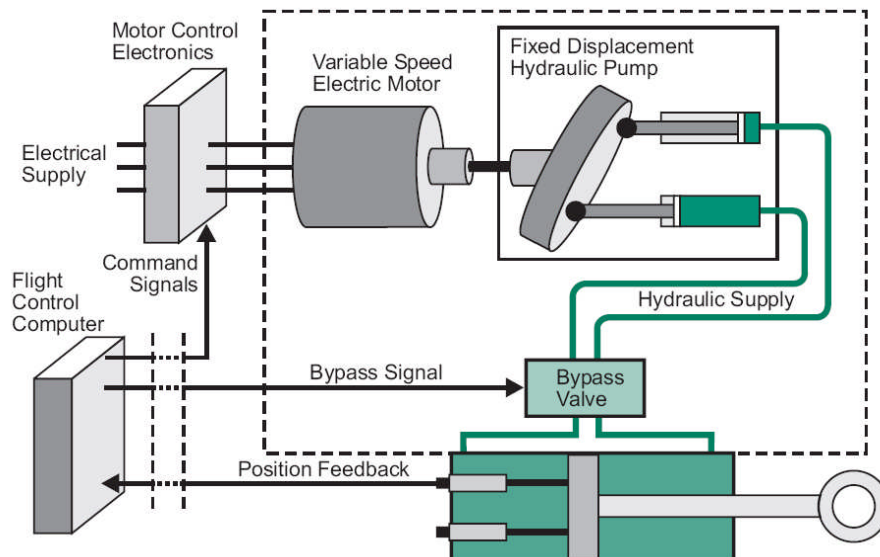 Motor Control
Electronics
Variable Speed
Electric Motor
Fixed Displacement
Hydraulic Pump
Electrical
Supply
Command
Signals
Flight
Control
Computer
Hydraulic Supply
Bypass Signal
Bypass
Valve
Position Feedback